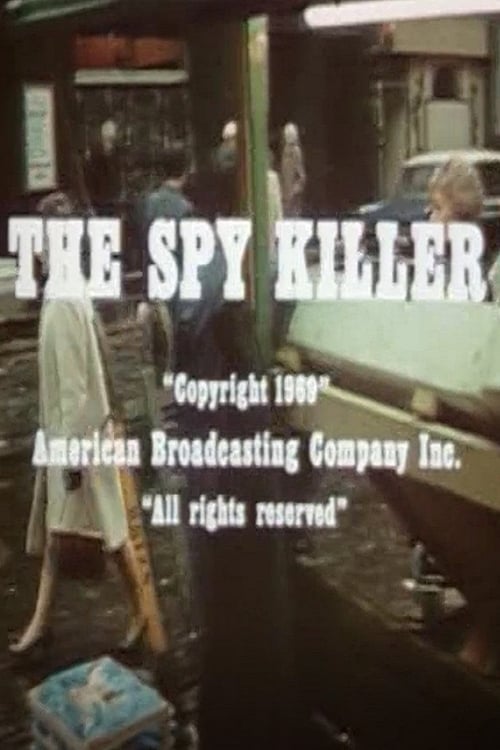 THE SPY KILLER
"Copyright 1969"
American Broadcasting Company Inc.
"All rights reserved"